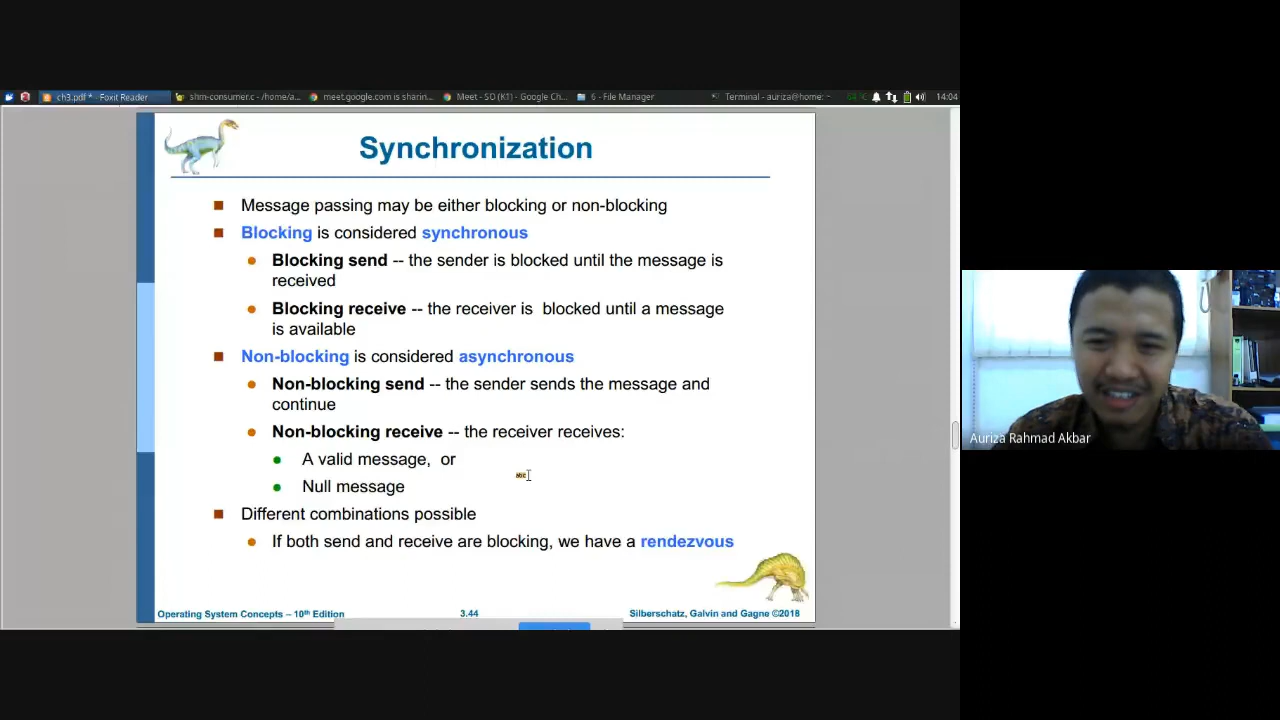 ch3.pdf * - Foxit Reader
shm-consumer.c - /home/a...
meet.google.com is sharin...
Meet - SO (K1) - Google Ch...
6 - File Manager
Terminal - auriza@home: ~
14:04
Synchronization
Message passing may be either blocking or non-blocking
Blocking is considered synchronous
Blocking send -- the sender is blocked until the message is
received
Blocking receive -- the receiver is blocked until a message
is available
Non-blocking is considered asynchronous
Non-blocking send -- the sender sends the message and
continue
Non-blocking receive -- the receiver receives:
A valid message, or
Null message
Different combinations possible
If both send and receive are blocking, we have a rendezvous
Operating System Concepts – 10th Edition
3.44
Silberschatz, Galvin and Gagne ©2018
Auriza Rahmad Akbar